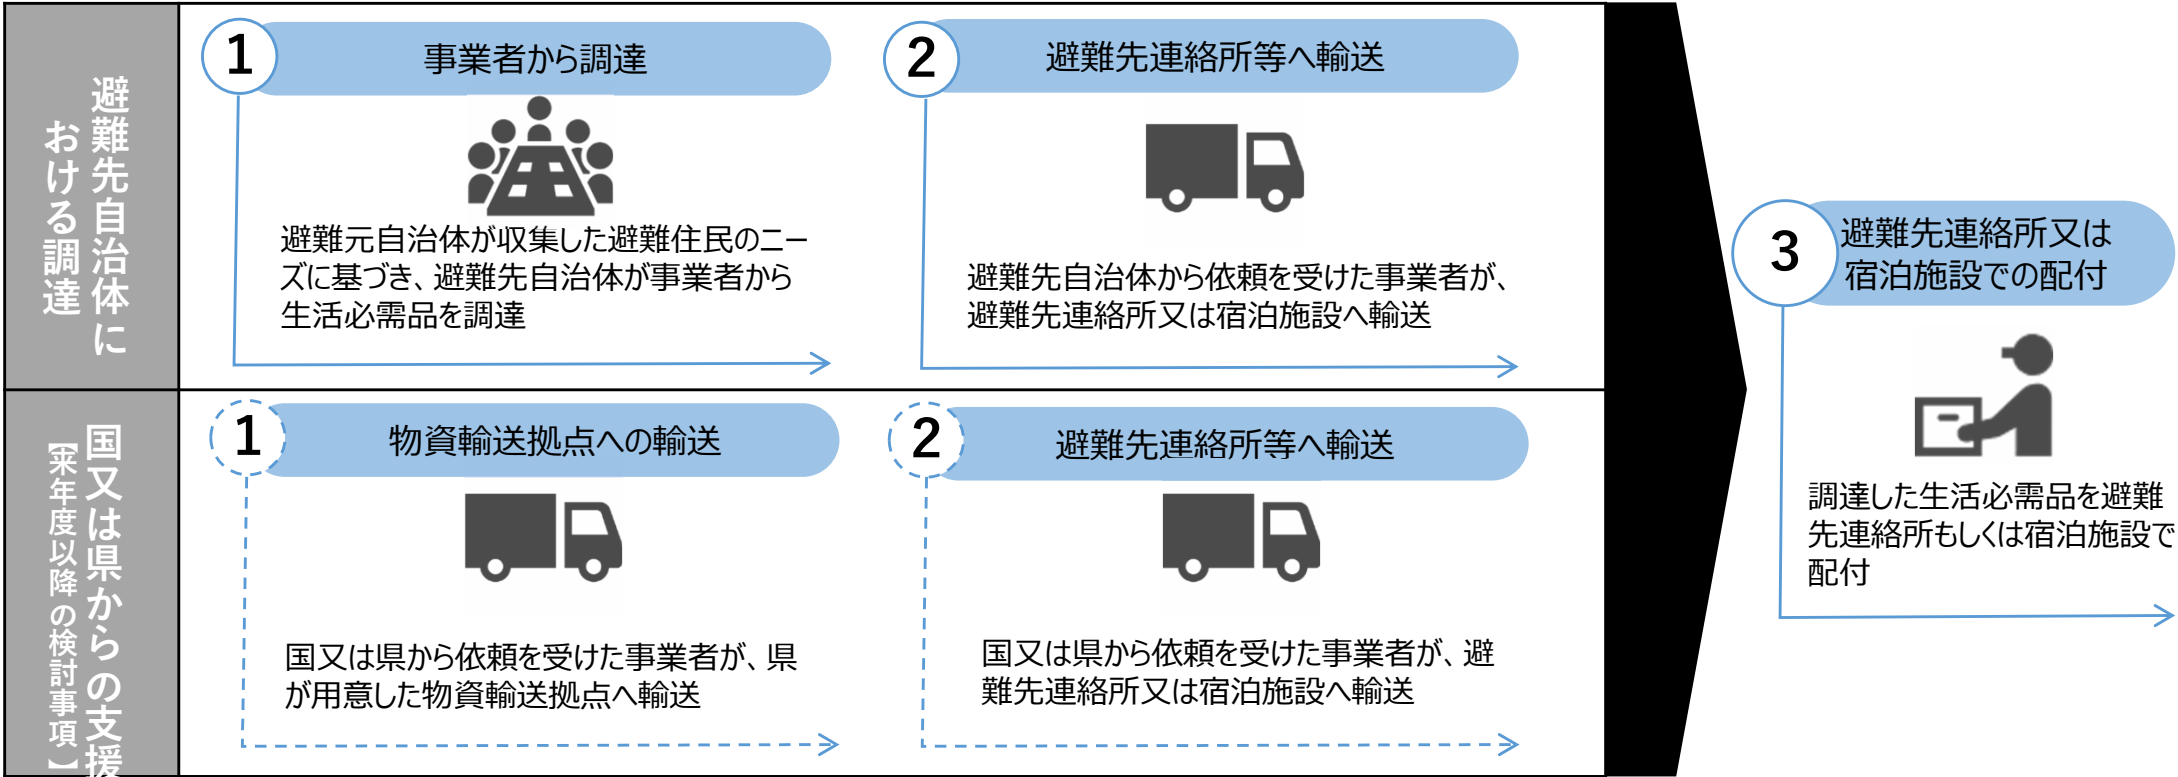 避難先自治体に
おける調達
1
事業者から調達
避難元自治体が収集した避難住民のニー
ズに基づき、避難先自治体が事業者から
生活必需品を調達
2
避難先連絡所等へ輸送
避難先自治体から依頼を受けた事業者が、
避難先連絡所又は宿泊施設へ輸送
国又は県からの支援
【来年度以降の検討事項】
1
物資輸送拠点への輸送
国又は県から依頼を受けた事業者が、県
が用意した物資輸送拠点へ輸送
2
避難先連絡所等へ輸送
国又は県から依頼を受けた事業者が、避
難先連絡所又は宿泊施設へ輸送
3
避難先連絡所又は
宿泊施設での配付
調達した生活必需品を避難
先連絡所もしくは宿泊施設で
配付